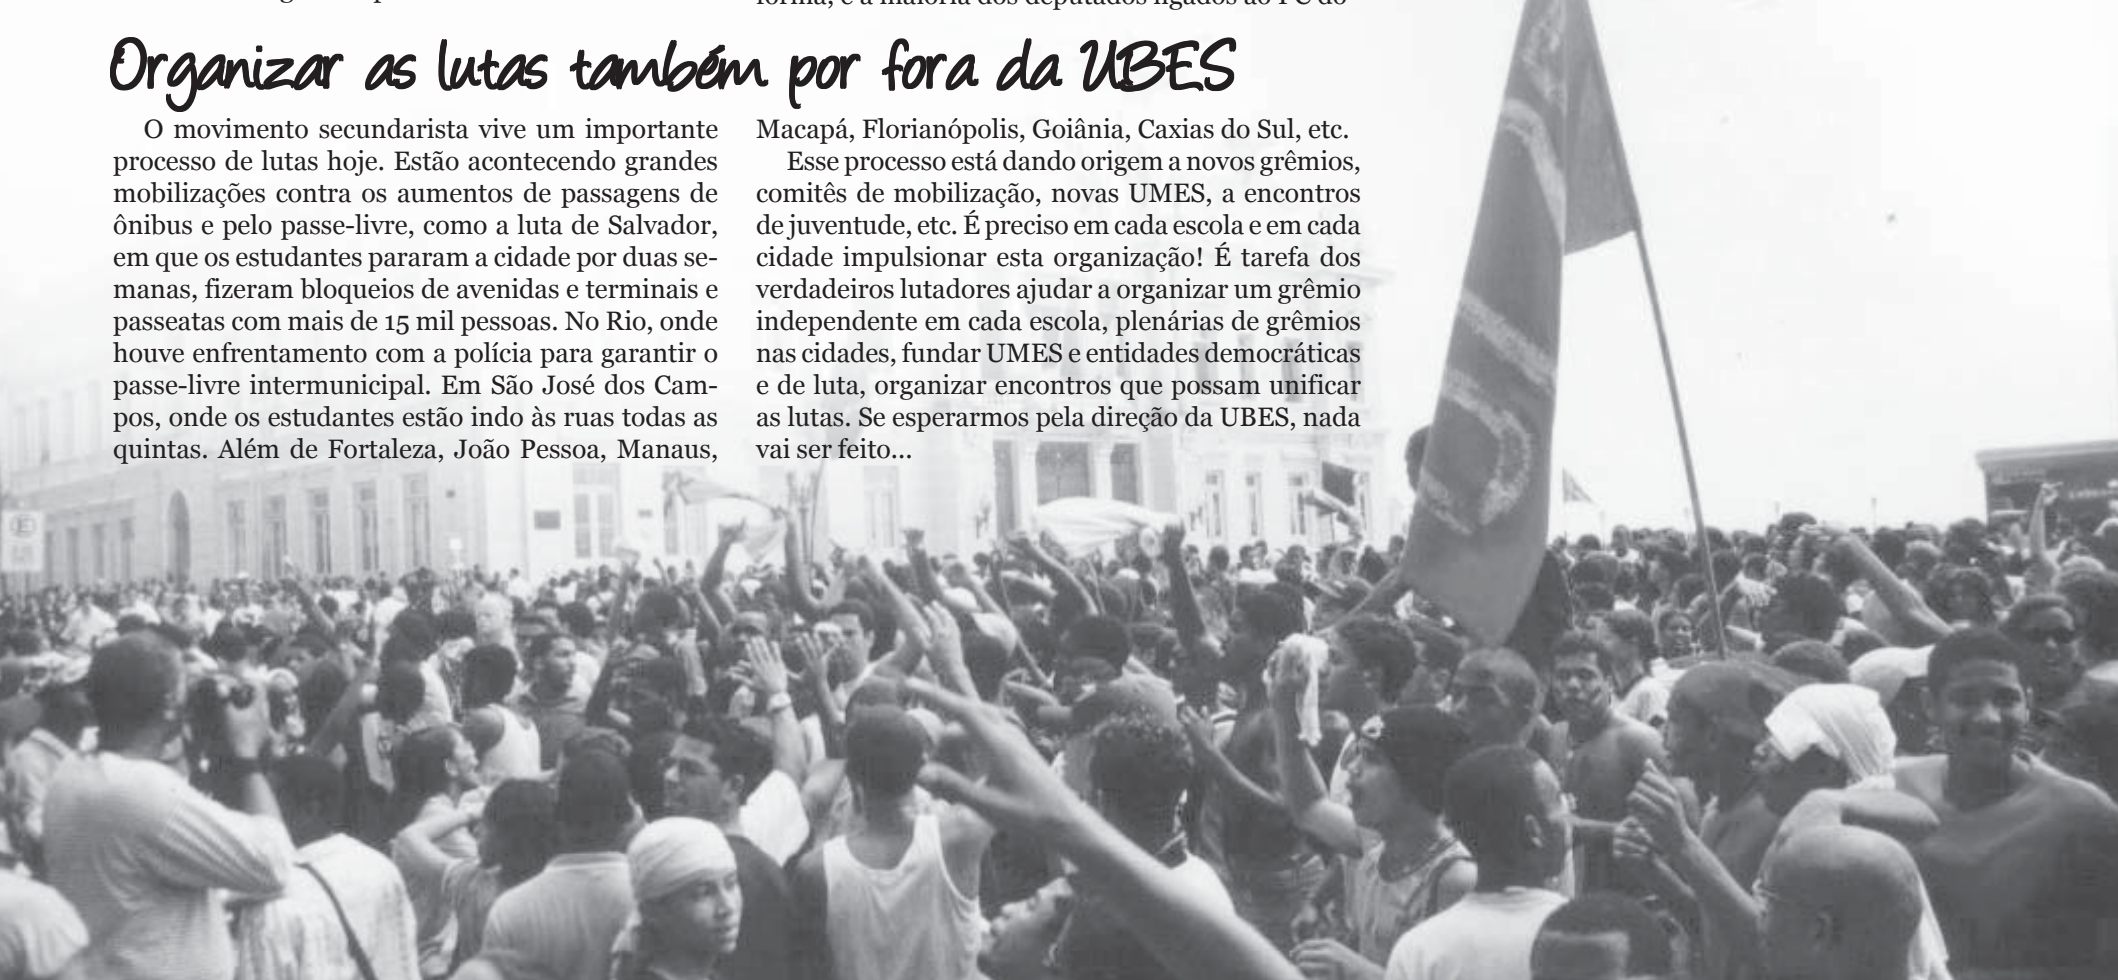 Organizar as lutas também por fora da UBES
O movimento secundarista vive um importante
processo de lutas hoje. Estão acontecendo grandes
mobilizações contra os aumentos de passagens de
ônibus e pelo passe-livre, como a luta de Salvador,
em que os estudantes pararam a cidade por duas se-
manas, fizeram bloqueios de avenidas e terminais e
passeatas com mais de 15 mil pessoas. No Rio, onde
houve enfrentamento com a polícia para garantir o
passe-livre intermunicipal. Em São José dos Cam-
pos, onde os estudantes estão indo às ruas todas as
quintas. Além de Fortaleza, João Pessoa, Manaus,
Macapá, Florianópolis, Goiânia, Caxias do Sul, etc.
Esse processo está dando origem a novos grêmios,
comitês de mobilização, novas UMES, a encontros
de juventude, etc. É preciso em cada escola e em cada
cidade impulsionar esta organização! É tarefa dos
verdadeiros lutadores ajudar a organizar um grêmio
independente em cada escola, plenárias de grêmios
nas cidades, fundar UMES e entidades democráticas
e de luta, organizar encontros que possam unificar
as lutas. Se esperarmos pela direção da UBES, nada
vai ser feito...